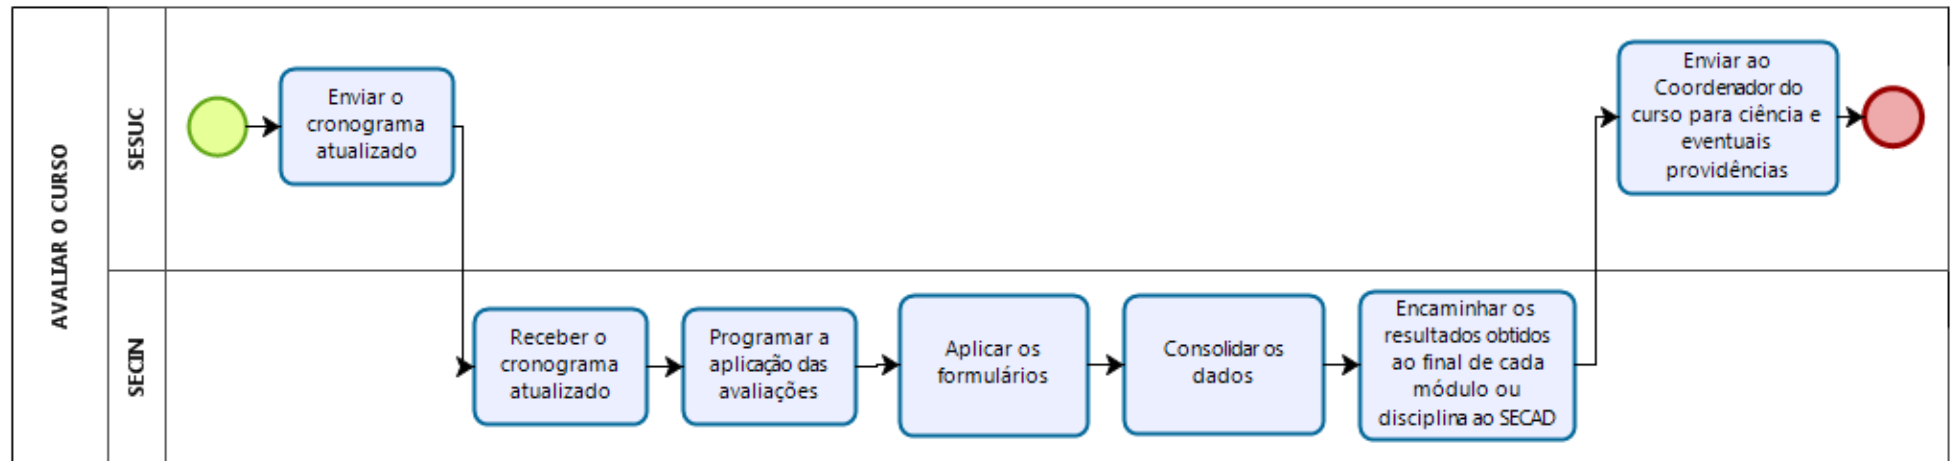 AVALIAR O CURSO
SESUC
Enviar o
cronograma
atualizado
Enviar ao
Coordenador do
curso para ciência e
eventuais
providências
SECIN
Receber o
cronograma
atualizado
Programar a
aplicação das
avaliações
Aplicar os
formulários
Consolidar os
dados
Encaminhar os
resultados obtidos
ao final de cada
módulo ou
disciplina ao SECAD